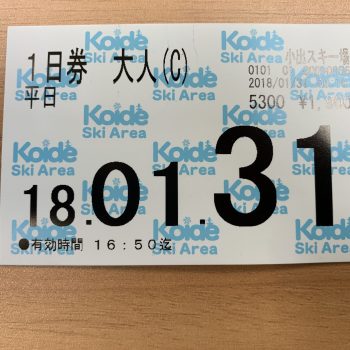 1日券 大人(C)
平日
小出スキー場
2018/01/31
5300
18.01.31
●有効時間 16:50迄
Koide
Ski Area